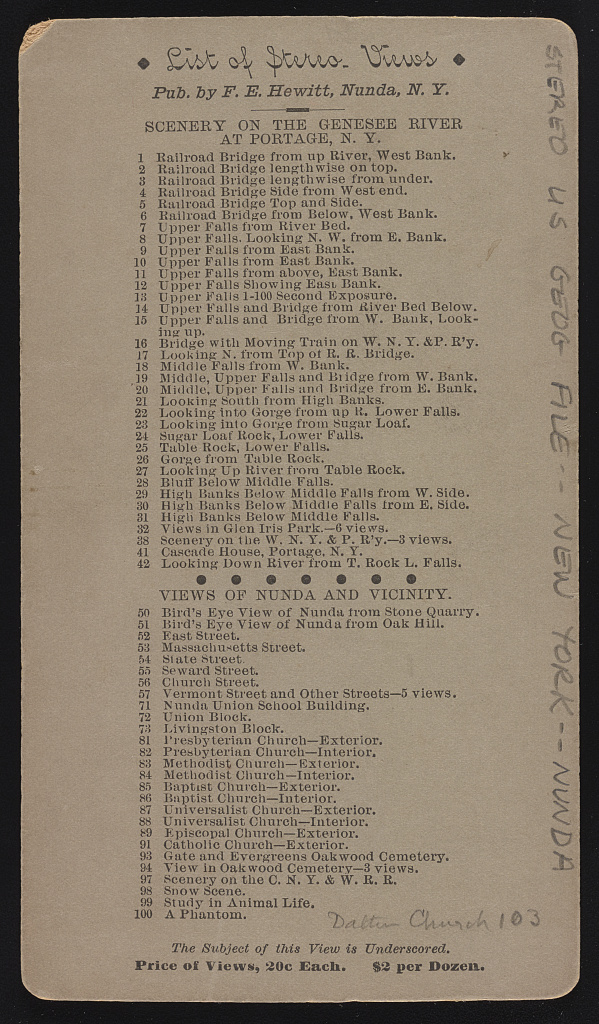 List of Stereo- Views
Pub. by F. E. Hewitt, Nunda, N. Y.
SCENERY ON THE GENESEE RIVER
AT PORTAGE, N. Y.
1 Railroad Bridge from up River, West Bank.
2 Railroad Bridge lengthwise on top.
3 Railroad Bridge lengthwise from under.
4 Railroad Bridge Side from West end.
5 Railroad Bridge Top and Side.
6 Railroad Bridge from Below, West Bank.
7 Upper Falls from River Bed.
8 Upper Falls. Looking N. W. from E. Bank.
9 Upper Falls from East Bank.
10 Upper Falls from East Bank.
11 Upper Falls from above, East Bank.
12 Upper Falls Showing East Bank.
13 Upper Falls 1-100 Second Exposure.
14 Upper Falls and Bridge from River Bed Below.
15 Upper Falls and Bridge from W. Bank, Look-
ing up.
16 Bridge with Moving Train on W. N. Y. &P. R'y.
17 Looking N. from Top of R. R. Bridge.
18 Middle Falls from W. Bank.
19 Middle, Upper Falls and Bridge from W. Bank.
20 Middle, Upper Falls and Bridge from E. Bank.
21 Looking South from High Banks.
22 Looking into Gorge from up R. Lower Falls.
23 Looking into Gorge from Sugar Loaf.
24 Sugar Loaf Rock, Lower Falls.
25 Table Rock, Lower Falls.
26 Gorge from Table Rock.
27 Looking Up River from Table Rock.
28 Bluff Below Middle Falls.
29 High Banks Below Middle Falls from W. Side.
30 High Banks Below Middle Falls from E. Side.
31 High Banks Below Middle Falls.
32 Views in Glen Iris Park.—6 views.
38 Scenery on the W. N. Y. & P. R'y.—3 views.
41 Cascade House, Portage, N. Y.
42 Looking Down River from T. Rock L. Falls.
VIEWS OF NUNDA AND VICINITY.
50 Bird's Eye View of Nunda from Stone Quarry.
51 Bird's Eye View of Nunda from Oak Hill.
52 East Street.
53 Massachusetts Street.
54 State Street.
55 Seward Street.
56 Church Street.
57 Vermont Street and Other Streets—5 views.
71 Nunda Union School Building.
72 Union Block.
73 Livingston Block.
81 Presbyterian Church—Exterior.
82 Presbyterian Church—Interior.
83 Methodist Church—Exterior.
84 Methodist Church—Interior.
85 Baptist Church—Exterior.
86 Baptist Church—Interior.
87 Universalist Church—Exterior.
88 Universalist Church—Interior.
89 Episcopal Church—Exterior.
91 Catholic Church—Exterior.
93 Gate and Evergreens Oakwood Cemetery.
94 View in Oakwood Cemetery—3 views.
97 Scenery on the C. N. Y. & W. R. R.
98 Snow Scene.
99 Study in Animal Life.
100 A Phantom.
Dalton Church 103
The Subject of this View is Underscored.
Price of Views, 20c Each. $2 per Dozen.
STEREO US GEOG FILE -- NEW YORK -- NUNDA